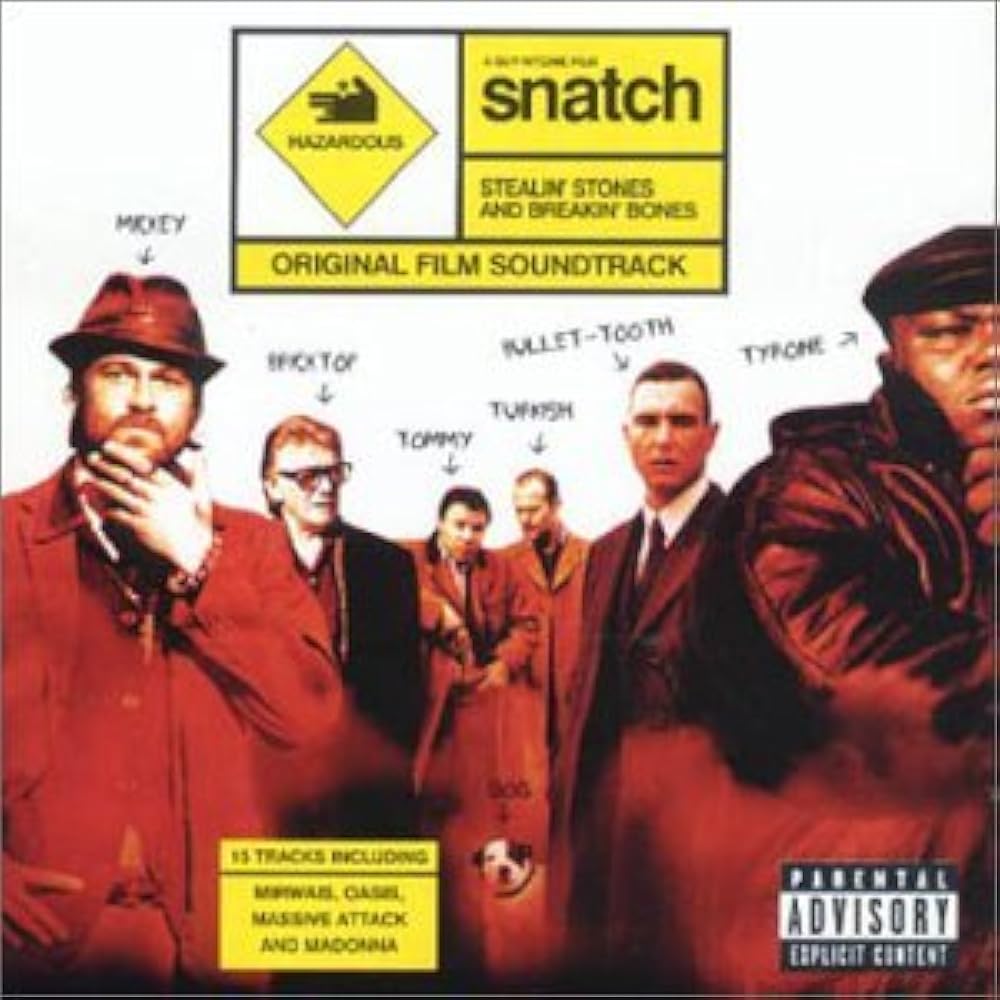 A GUY RITCHIE FILM
snatch
HAZARDOUS
STEALIN' STONES
AND BREAKIN' BONES
ORIGINAL FILM SOUNDTRACK
MICKEY
BRICKTOP
TOMMY
TURKISH
BULLET-TOOTH
TYRONE
DOG
15 TRACKS INCLUDING
MIRWAIS, OASIS,
MASSIVE ATTACK
AND MADONNA
PARENTAL
ADVISORY
EXPLICIT CONTENT